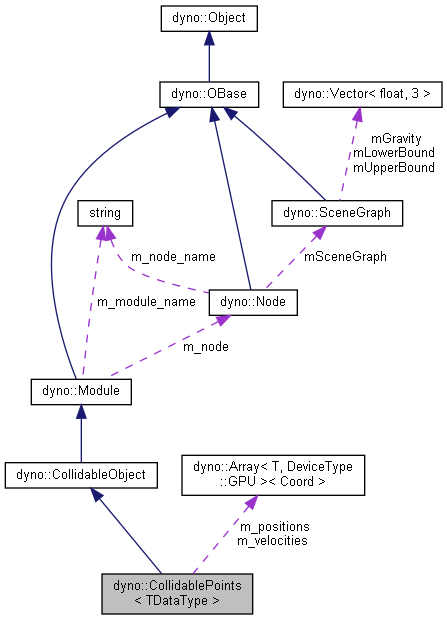 dyno::Object
dyno::OBase
dyno::Vector< float, 3 >
mGravity
mLowerBound
mUpperBound
string
dyno::SceneGraph
m_node_name
mSceneGraph
dyno::Node
m_module_name
m_node
dyno::Module
dyno::CollidableObject
dyno::Array< T, DeviceType
::GPU >< Coord >
m_positions
m_velocities
dyno::CollidablePoints
< TDataType >